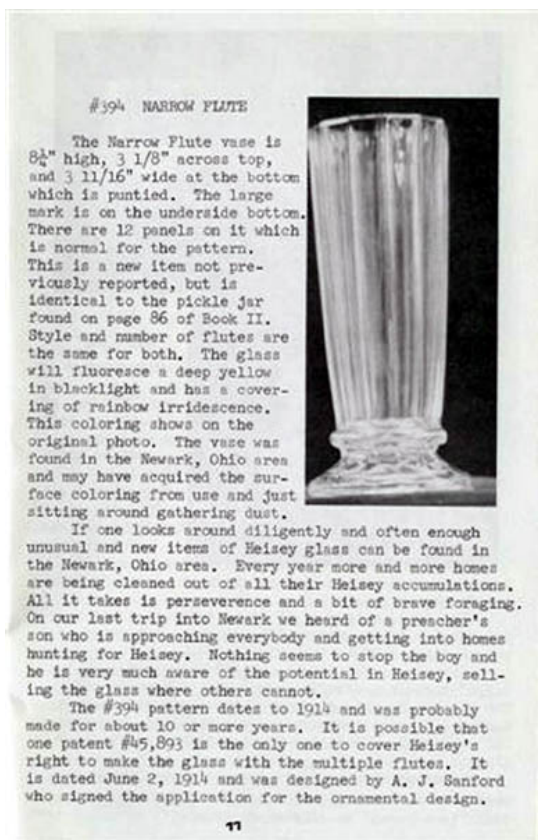 #394 NARROW FLUTE
The Narrow Flute vase is
8¼" high, 3 1/8" across top,
and 3 11/16" wide at the bottom
which is puntied. The large
mark is on the underside bottom.
There are 12 panels on it which
is normal for the pattern.
This is a new item not pre-
viously reported, but is
identical to the pickle jar
found on page 86 of Book II.
Style and number of flutes are
the same for both. The glass
will fluoresce a deep yellow
in blacklight and has a cover-
ing of rainbow irridescence.
This coloring shows on the
original photo. The vase was
found in the Newark, Ohio area
and may have acquired the sur-
face coloring from use and just
sitting around gathering dust.
If one looks around diligently and often enough
unusual and new items of Heisey glass can be found in
the Newark, Ohio area. Every year more and more homes
are being cleaned out of all their Heisey accumulations.
All it takes is perseverence and a bit of brave foraging.
On our last trip into Newark we heard of a preacher's
son who is approaching everybody and getting into homes
hunting for Heisey. Nothing seems to stop the boy and
he is very much aware of the potential in Heisey, sell-
ing the glass where others cannot.
The #394 pattern dates to 1914 and was probably
made for about 10 or more years. It is possible that
one patent #45,893 is the only one to cover Heisey's
right to make the glass with the multiple flutes. It
is dated June 2, 1914 and was designed by A. J. Sanford
who signed the application for the ornamental design.